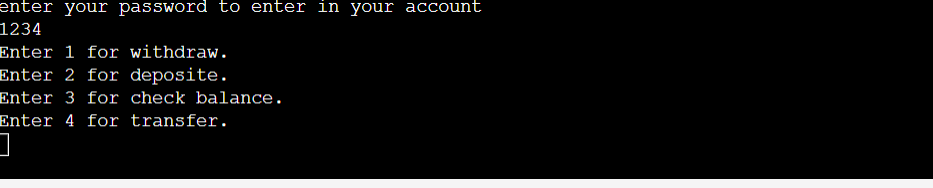 enter your password to enter in your account
1234
Enter 1 for withdraw.
Enter 2 for deposite.
Enter 3 for check balance.
Enter 4 for transfer.